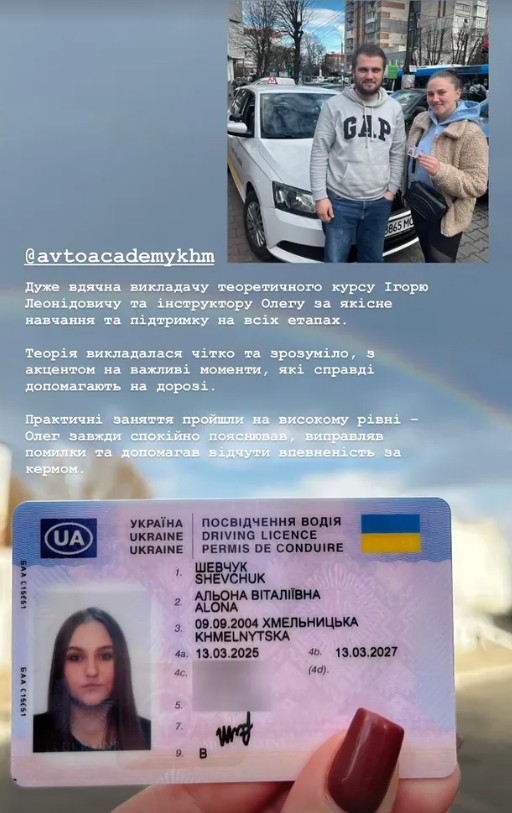 GAP
8865 MC
@avtoacademykhm
Дуже вдячна викладачу теоретичного курсу Ігорю
Леонідовичу та інструктору Олегу за якісне
навчання та підтримку на всіх етапах.
Теорія викладалася чітко та зрозуміло, з
акцентом на важливі моменти, які справді
допомагають на дорозі.
Практичні заняття пройшли на високому рівні –
Олег завжди спокійно пояснював, виправляв
помилки та допомагав відчути впевненість за
кермом.
UA
УКРАЇНА
UKRAINE
UKRAINE
ПОСВІДЧЕННЯ ВОДІЯ
DRIVING LICENCE
PERMIS DE CONDUIRE
1. ШЕВЧУК
SHEVCHUK
2. АЛЬОНА ВІТАЛІЇВНА
ALONA
3. 09.09.2004 ХМЕЛЬНИЦЬКА
KHMELNYTSKA
4a. 13.03.2025 4b. 13.03.2027
4c. (4d).
5.
7.
9. B